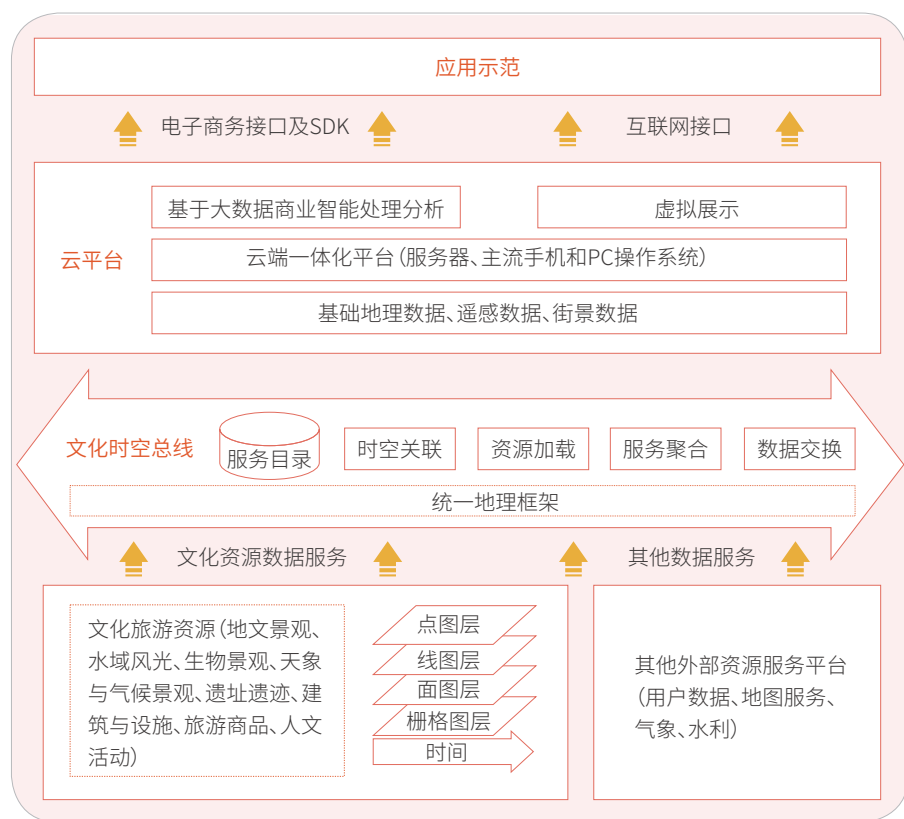 应用示范
电子商务接口及SDK
互联网接口
云平台
基于大数据商业智能处理分析
虚拟展示
云端一体化平台(服务器、主流手机和PC操作系统)
基础地理数据、遥感数据、街景数据
文化时空总线
服务目录
时空关联
资源加载
服务聚合
数据交换
统一地理框架
文化资源数据服务
其他数据服务
文化旅游资源(地文景观、
水域风光、生物景观、天象
与气候景观、遗址遗迹、建
筑与设施、旅游商品、人文
活动)
点图层
线图层
面图层
栅格图层
时间
其他外部资源服务平台
(用户数据、地图服务、
气象、水利)